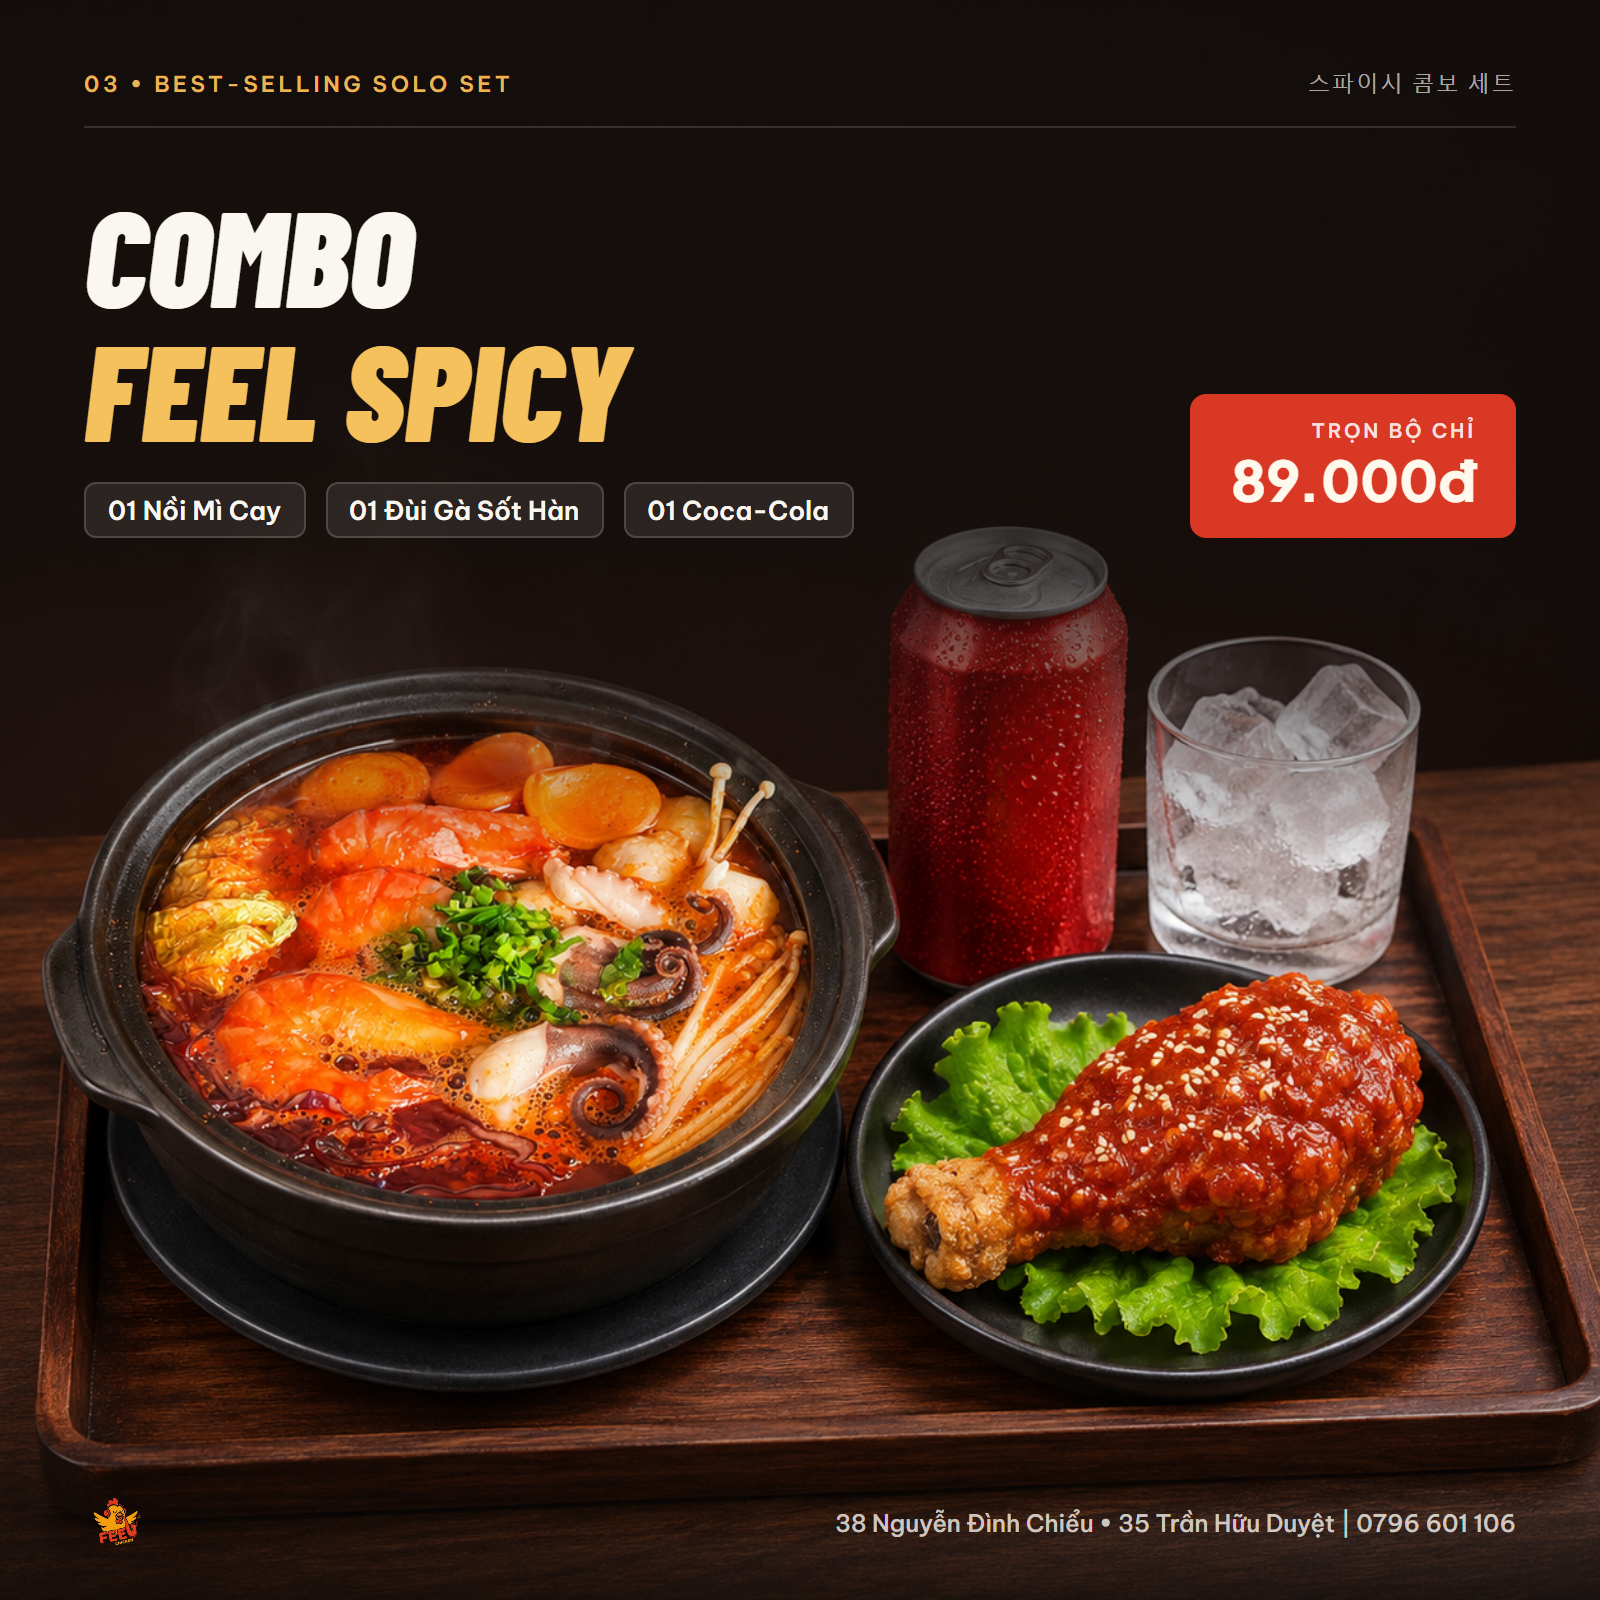 03 • BEST-SELLING SOLO SET
스파이시 콤보 세트
COMBO
FEEL SPICY
01 Nồi Mì Cay
01 Đùi Gà Sốt Hàn
01 Coca-Cola
TRỌN BỘ CHỈ
89.000đ
FEEL
38 Nguyễn Đình Chiểu • 35 Trần Hữu Duyệt | 0796 601 106